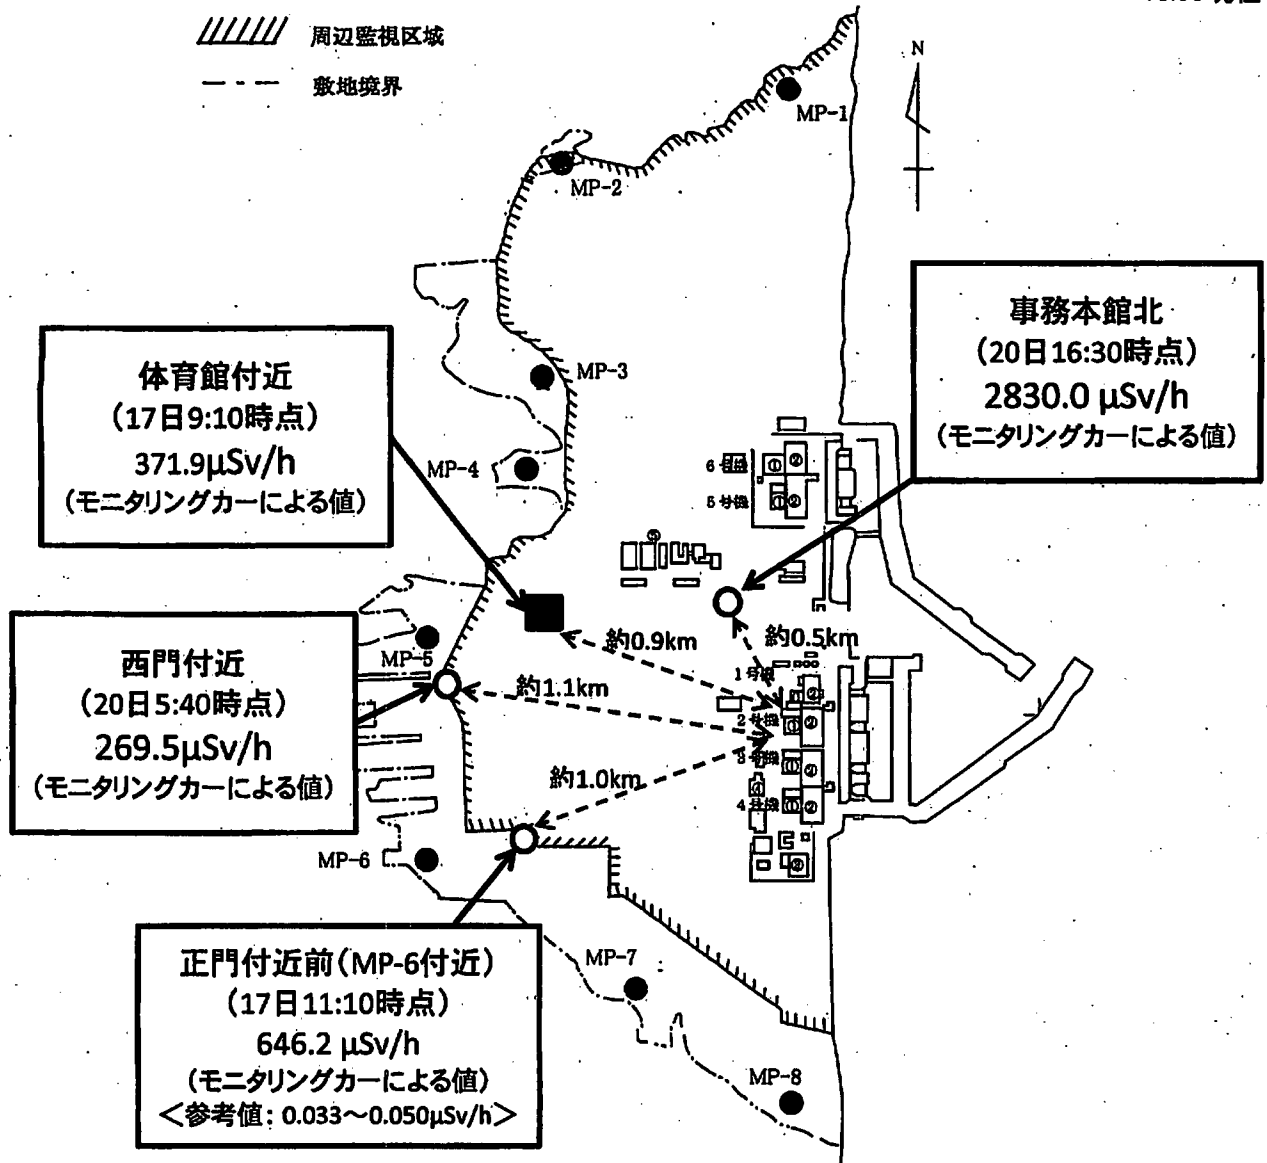 周辺監視区域
敷地境界
N
MP-1
MP-2
MP-3
MP-4
MP-5
MP-6
MP-7
MP-8
事務本館北
(20日16:30時点)
2830.0 μSv/h
(モニタリングカーによる値)
体育館付近
(17日9:10時点)
371.9μSv/h
(モニタリングカーによる値)
西門付近
(20日5:40時点)
269.5μSv/h
(モニタリングカーによる値)
正門付近前(MP-6付近)
(17日11:10時点)
646.2 μSv/h
(モニタリングカーによる値)
<参考値: 0.033~0.050μSv/h>
6号機
5号機
約0.9km
約0.5km
約1.1km
約1.0km
1号機
2号機
3号機
4号機